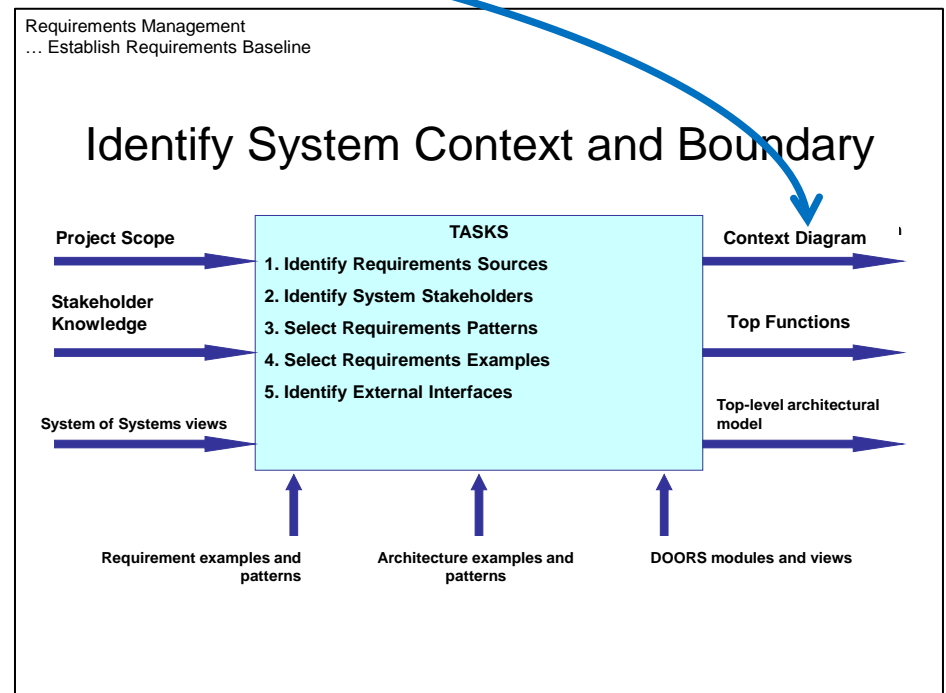 Requirements Management
… Establish Requirements Baseline
Identify System Context and Boundary
Project Scope
Stakeholder
Knowledge
System of Systems views
TASKS
1. Identify Requirements Sources
2. Identify System Stakeholders
3. Select Requirements Patterns
4. Select Requirements Examples
5. Identify External Interfaces
Context Diagram
Top Functions
Top-level architectural
model
Requirement examples and
patterns
Architecture examples and
patterns
DOORS modules and views